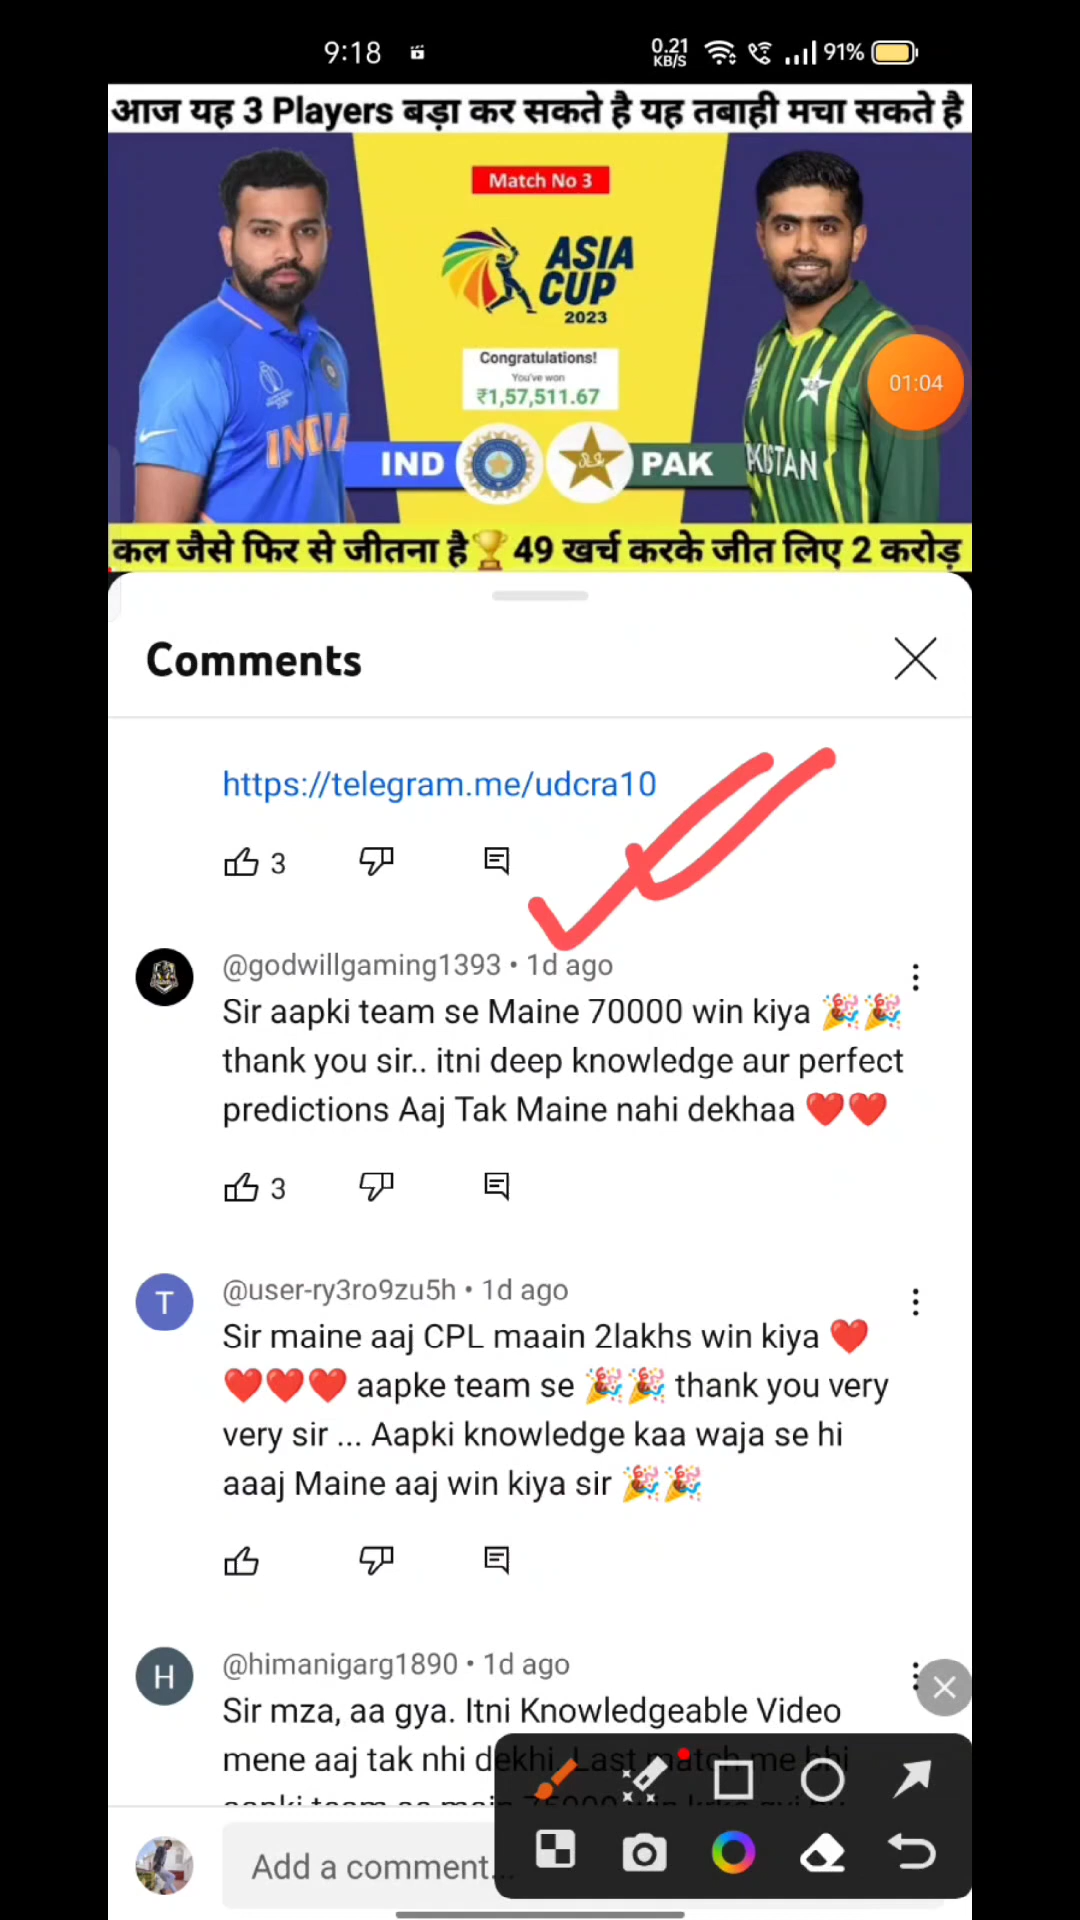 9:18
0.21
KB/S
91%
आज यह 3 Players बड़ा कर सकते है यह तबाही मचा सकते है
Match No 3
ASIA
CUP
2023
Congratulations!
You've won
₹1,57,511.67
01:04
INDIA
IND
PAK
KISTAN
कल जैसे फिर से जीतना है🏆49 खर्च करके जीत लिए 2 करोड़
Comments
https://telegram.me/udcra10
3
@godwillgaming1393 • 1d ago
Sir aapki team se Maine 70000 win kiya 🎉🎉
thank you sir.. itni deep knowledge aur perfect
predictions Aaj Tak Maine nahi dekhaa ❤️❤️
3
T
@user-ry3ro9zu5h • 1d ago
Sir maine aaj CPL maain 2lakhs win kiya ❤️
❤️❤️❤️ aapke team se 🎉🎉 thank you very
very sir ... Aapki knowledge kaa waja se hi
aaaj Maine aaj win kiya sir 🎉🎉
H
@himanigarg1890 • 1d ago
Sir mza, aa gya. Itni Knowledgeable Video
mene aaj tak nhi dekhi. Last match me bhi
Add a comment...